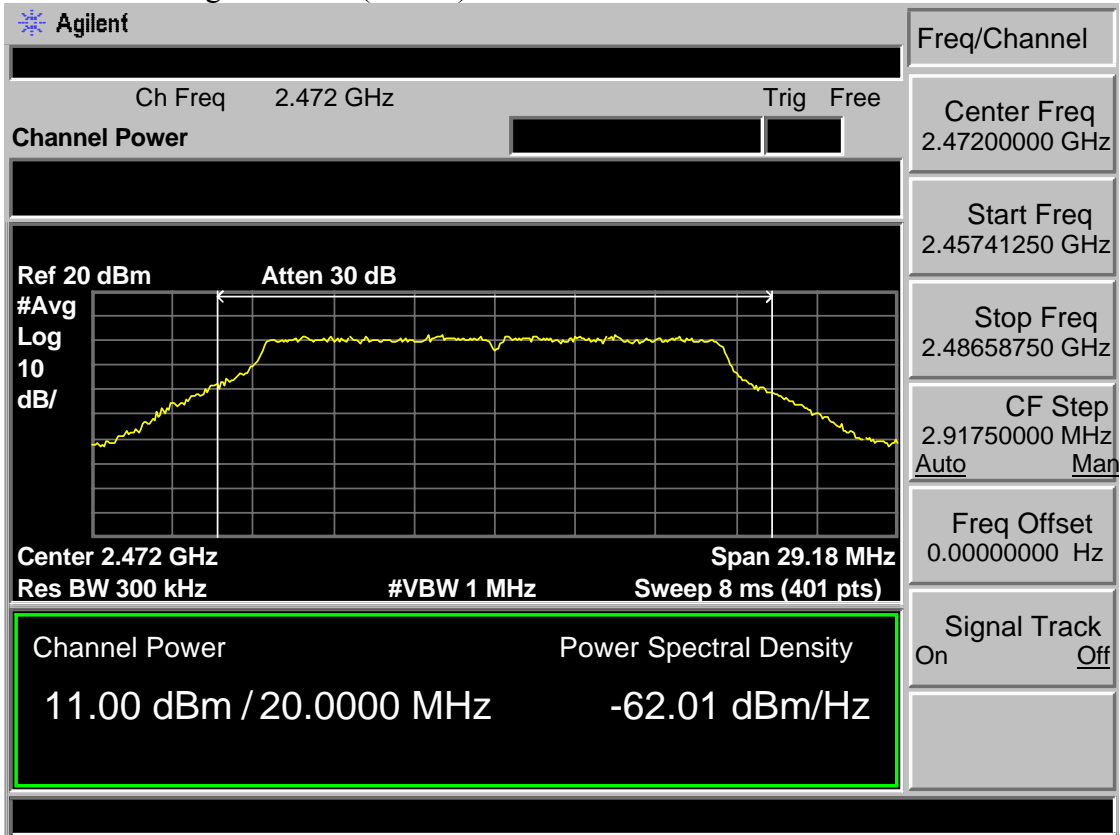 Agilent
Freq/Channel
Ch Freq 2.472 GHz Trig Free
Channel Power
Center Freq
2.47200000 GHz
Start Freq
2.45741250 GHz
Ref 20 dBm Atten 30 dB
#Avg
Log
10
dB/
Stop Freq
2.48658750 GHz
CF Step
2.91750000 MHz
Auto Man
Center 2.472 GHz Span 29.18 MHz
Res BW 300 kHz #VBW 1 MHz Sweep 8 ms (401 pts)
Freq Offset
0.00000000 Hz
Channel Power Power Spectral Density
11.00 dBm / 20.0000 MHz -62.01 dBm/Hz
Signal Track
On Off